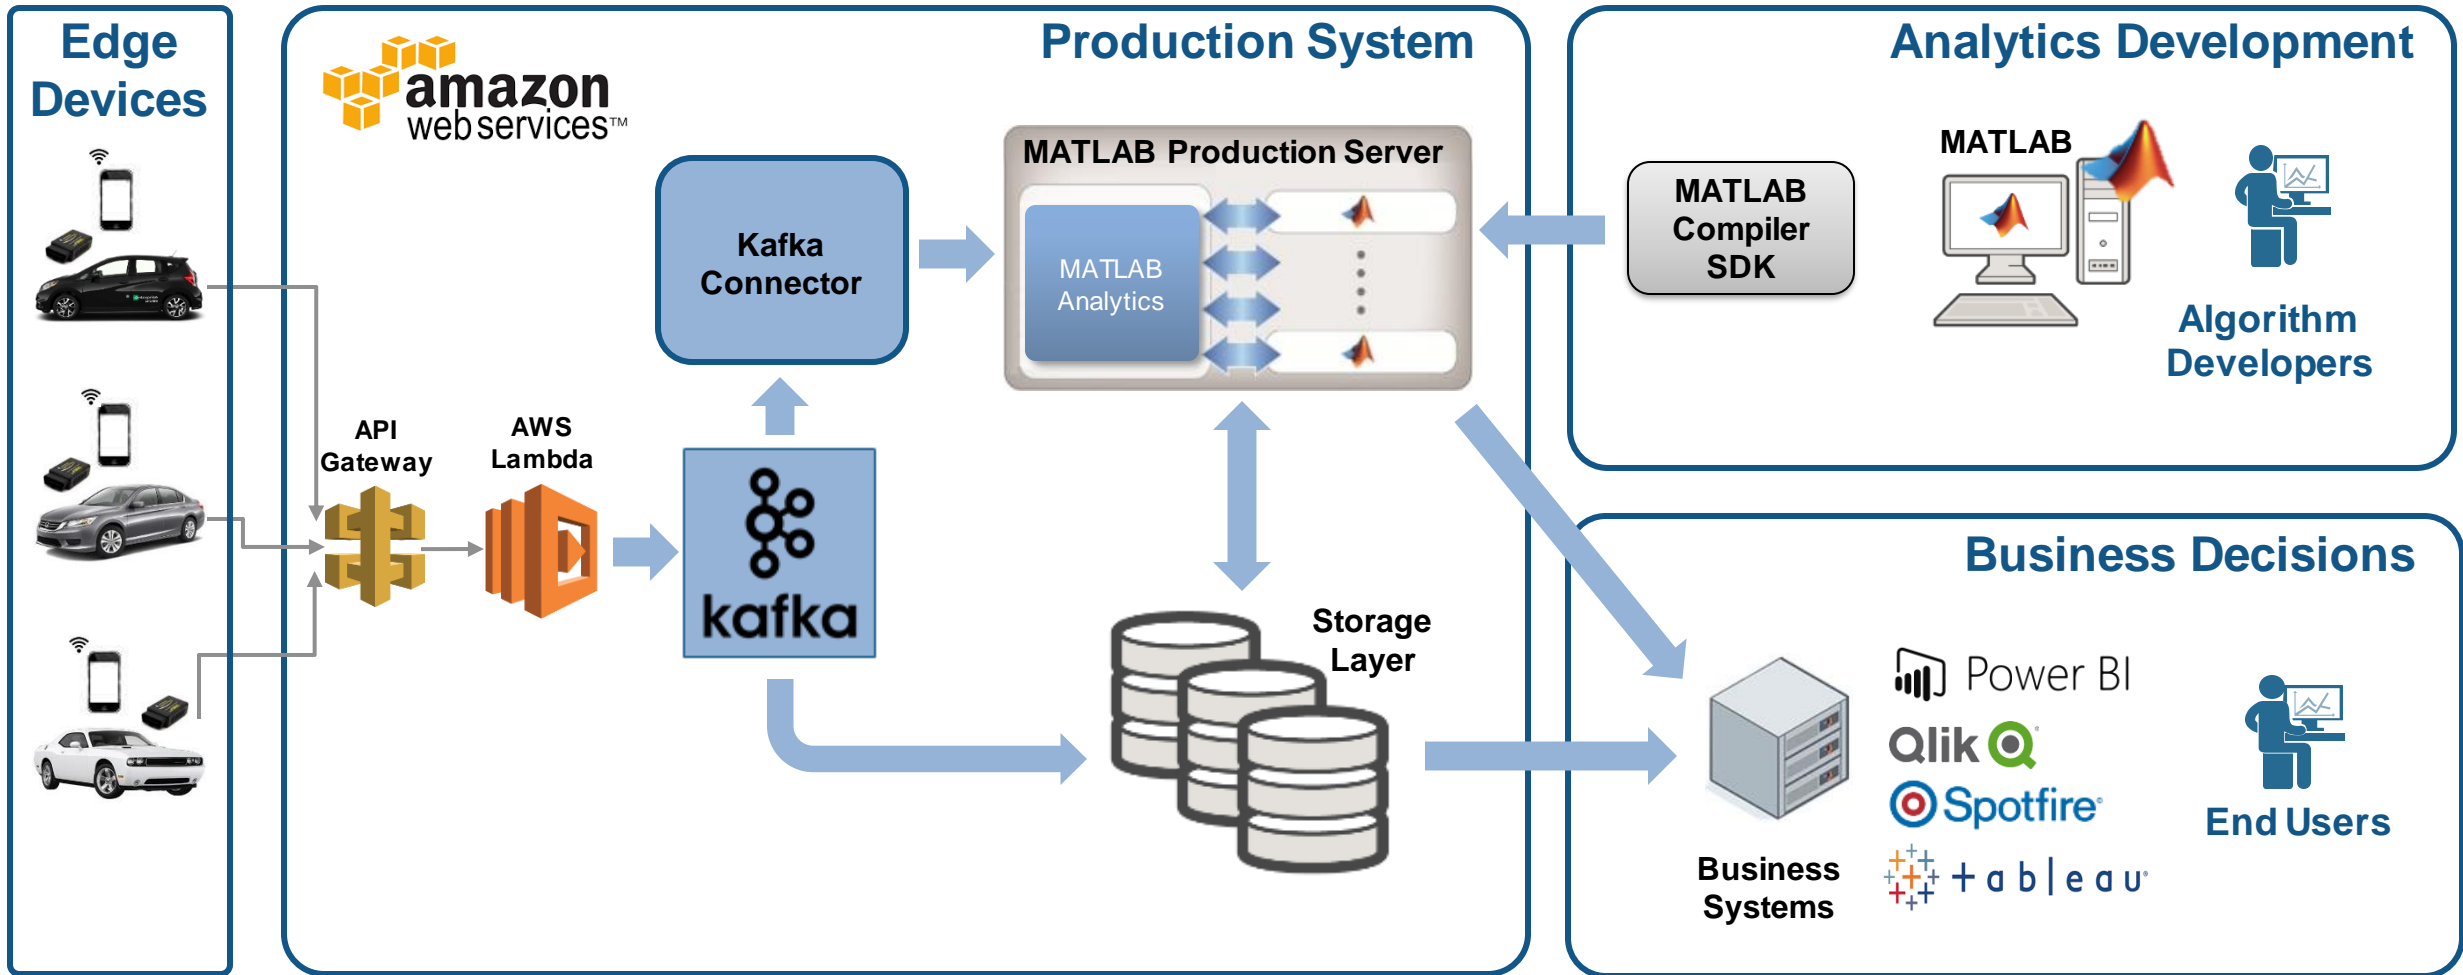 Edge
Devices
amazon
web services™
Production System
Kafka
Connector
MATLAB Production Server
MATLAB
Analytics
API
Gateway
AWS
Lambda
kafka
Storage
Layer
Analytics Development
MATLAB
Compiler
SDK
MATLAB
Algorithm
Developers
Business Decisions
Business
Systems
Power BI
Qlik
Spotfire®
+ableau®
End Users